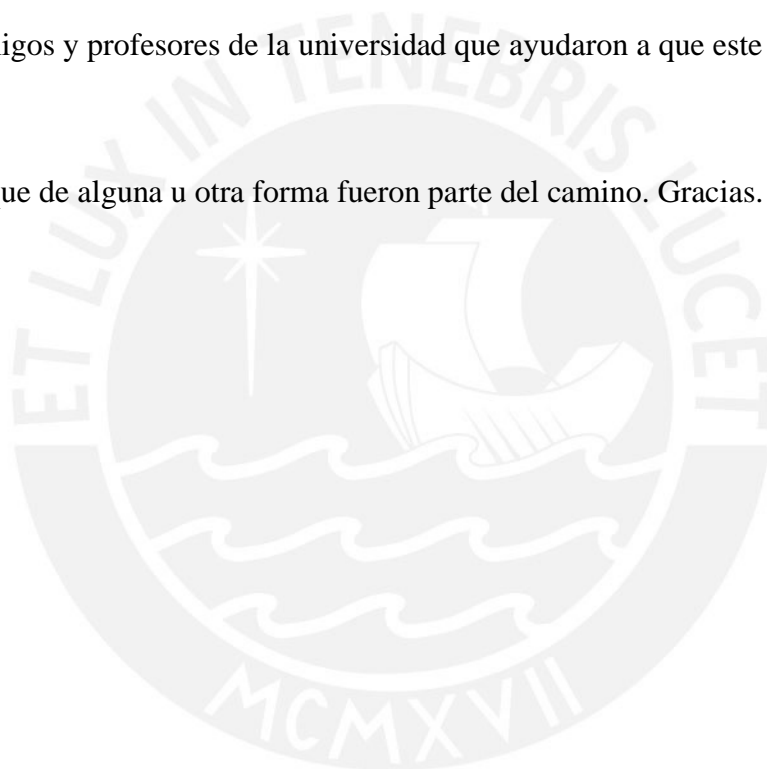 igos y profesores de la universidad que ayudaron a que este
ue de alguna u otra forma fueron parte del camino. Gracias.
ET LUX IN TENEBRIS LUCET
MCMXVII